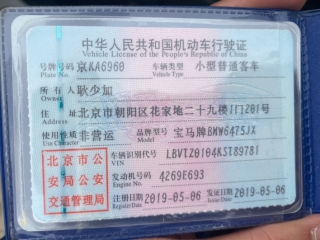 中华人民共和国机动车行驶证
Vehicle License of the People's Republic of China
号牌号码 京KA6960 车辆类型 小型普通客车
Plate No. Vehicle Type
所有人 耿少加
Owner
住址 北京市朝阳区花家地二十九楼1门201号
Address
使用性质 非营运 品牌型号 宝马牌BMW6475JX
Use Character Model
北京市公 车辆识别代号 LBVTZ0104KST89781
VIN
安局公安 发动机号码 4269E693
Engine No.
交通管理局 注册日期 2019-05-06 发证日期 2019-05-06
Register Date Issue Date